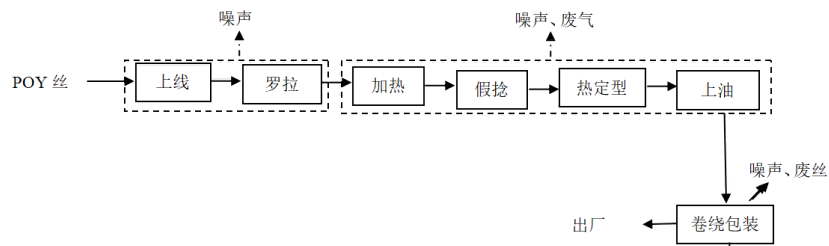 噪声
噪声、废气
POY 丝
上线
罗拉
加热
假捻
热定型
上油
噪声、废丝
出厂
卷绕包装